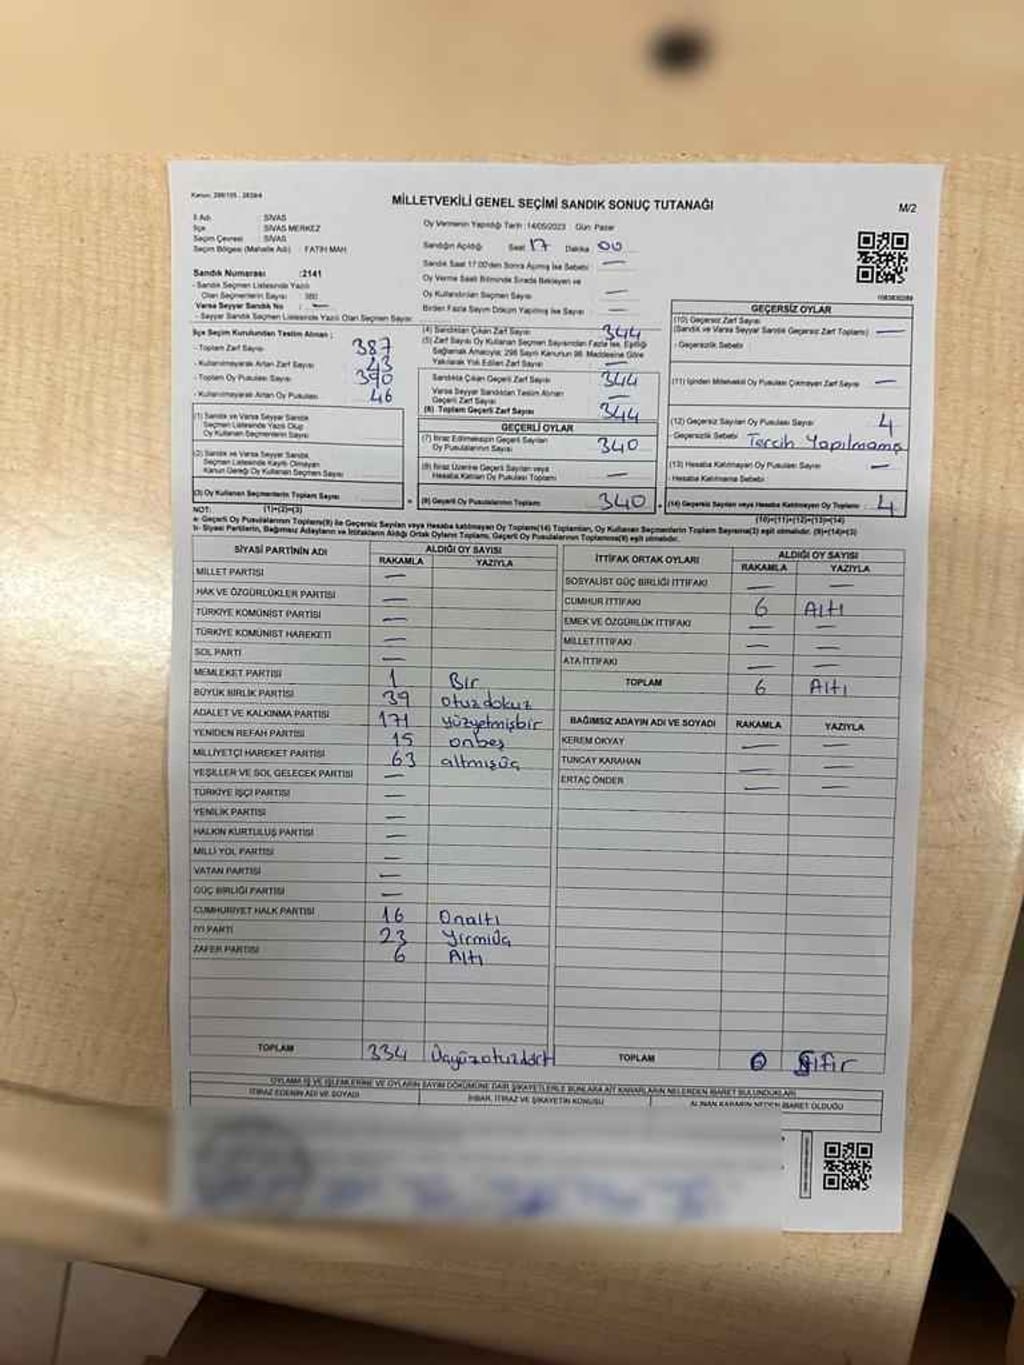 MİLLETVEKİLİ GENEL SEÇİMİ SANDIK SONUÇ TUTANAĞI
M/2
İl Adı : SİVAS
İlçe : SİVAS MERKEZ
Seçim Çevresi : SİVAS
Seçim Bölgesi (Mahalle Adı) : FATİH MAH
Oy Vermenin Yapıldığı Tarih : 14/05/2023 Gün Pazar
Sandığın Açıldığı Saat 17 Dakika 00
Sandık Saat 17:00'den Sonra Açılmış İse Sebebi —
Sandık Numarası : 2141
- Sandık Seçmen Listesinde Yazılı
Olan Seçmenlerin Sayısı : 380
Varsa Seyyar Sandık No : —
- Seyyar Sandık Seçmen Listesinde Yazılı Olan Seçmen Sayısı
Oy Verme Saati Bitiminde Sırada Bekleyen ve
Oy Kullandırılan Seçmen Sayısı —
Birden Fazla Sayım Döküm Yapılmış İse Sayısı —
İlçe Seçim Kurulundan Teslim Alınan ;
- Toplam Zarf Sayısı 387
- Kullanılmayarak Artan Zarf Sayısı 43
- Toplam Oy Pusulası Sayısı 390
- Kullanılmayarak Artan Oy Pusulası 46
(1) Sandık ve Varsa Seyyar Sandık
Seçmen Listesinde Yazılı Olup
Oy Kullanan Seçmenlerin Sayısı
(2) Sandık ve Varsa Seyyar Sandık
Seçmen Listesinde Kayıtlı Olmayan
Kanun Gereği Oy Kullanan Seçmen Sayısı
(3) Oy Kullanan Seçmenlerin Toplam Sayısı
(4) Sandıktan Çıkan Zarf Sayısı 344
(5) Zarf Sayısı Oy Kullanan Seçmen Sayısından Fazla İse, Eşitliği
Sağlamak Amacıyla; 298 Sayılı Kanunun 98. Maddesine Göre
Yakılarak Yok Edilen Zarf Sayısı —
Sandıkta Çıkan Geçerli Zarf Sayısı 344
Varsa Seyyar Sandıktan Teslim Alınan
Geçerli Zarf Sayısı —
(6) Toplam Geçerli Zarf Sayısı 344
GEÇERLİ OYLAR
(7) İtiraz Edilmeksizin Geçerli Sayılan
Oy Pusulalarının Sayısı 340
(8) İtiraz Üzerine Geçerli Sayılan veya
Hesaba Katılan Oy Pusulaları Toplamı —
(9) Geçerli Oy Pusulalarının Toplamı 340
GEÇERSİZ OYLAR
(10) Geçersiz Zarf Sayısı
(Sandık ve Varsa Seyyar Sandık Geçersiz Zarf Toplamı) —
- Geçersizlik Sebebi
(11) İçinden Milletvekili Oy Pusulası Çıkmayan Zarf Sayısı —
(12) Geçersiz Sayılan Oy Pusulası Sayısı 4
- Geçersizlik Sebebi Tercih Yapılmamış
(13) Hesaba Katılmayan Oy Pusulası Sayısı —
- Hesaba Katılmama Sebebi
(14) Geçersiz Sayılan veya Hesaba Katılmayan Oy Toplamı 4
NOT: (1)+(2)=(3)
(10)+(11)+(12)+(13)=(14)
a- Geçerli Oy Pusulalarının Toplamı(9) ile Geçersiz Sayılan veya Hesaba katılmayan Oy Toplamı(14) Toplamları, Oy Kullanan Seçmenlerin Toplam Sayısına(3) eşit olmalıdır. (9)+(14)=(3)
b- Siyasi Partilerin, Bağımsız Adayların ve İttifakların Aldığı Ortak Oyların Toplamı, Geçerli Oy Pusulalarının Toplamına(9) eşit olmalıdır.
SİYASİ PARTİNİN ADI ALDIĞI OY SAYISI
RAKAMLA YAZIYLA
MİLLET PARTİSİ —
HAK VE ÖZGÜRLÜKLER PARTİSİ —
TÜRKİYE KOMÜNİST PARTİSİ —
TÜRKİYE KOMÜNİST HAREKETİ —
SOL PARTİ —
MEMLEKET PARTİSİ 1 Bir
BÜYÜK BİRLİK PARTİSİ 39 otuzdokuz
ADALET VE KALKINMA PARTİSİ 171 yüzyetmişbir
YENİDEN REFAH PARTİSİ 15 onbeş
MİLLİYETÇİ HAREKET PARTİSİ 63 altmışüç
YEŞİLLER VE SOL GELECEK PARTİSİ —
TÜRKİYE İŞÇİ PARTİSİ —
YENİLİK PARTİSİ —
HALKIN KURTULUŞ PARTİSİ —
MİLLİ YOL PARTİSİ —
VATAN PARTİSİ —
GÜÇ BİRLİĞİ PARTİSİ —
CUMHURİYET HALK PARTİSİ 16 Onaltı
İYİ PARTİ 23 Yirmiüç
ZAFER PARTİSİ 6 Altı
TOPLAM 334 Üçyüzotuzdört
İTTİFAK ORTAK OYLARI ALDIĞI OY SAYISI
RAKAMLA YAZIYLA
SOSYALİST GÜÇ BİRLİĞİ İTTİFAKI — —
CUMHUR İTTİFAKI 6 Altı
EMEK VE ÖZGÜRLÜK İTTİFAKI — —
MİLLET İTTİFAKI — —
ATA İTTİFAKI — —
TOPLAM 6 Altı
BAĞIMSIZ ADAYIN ADI VE SOYADI RAKAMLA YAZIYLA
KEREM OKYAY — —
TUNCAY KARAHAN — —
ERTAÇ ÖNDER — —
TOPLAM 0 Sıfır
OYLAMA İŞ VE İŞLEMLERİNE VE OYLARIN SAYIM DÖKÜMÜNE DAİR ŞİKAYETLERLE BUNLARA AİT KARARLARIN NELERDEN İBARET BULUNDUKLARI
İTİRAZ EDENİN ADI VE SOYADI
İHBAR, İTİRAZ VE ŞİKAYETİN KONUSU
ALINAN KARARIN NEDEN İBARET OLDUĞU